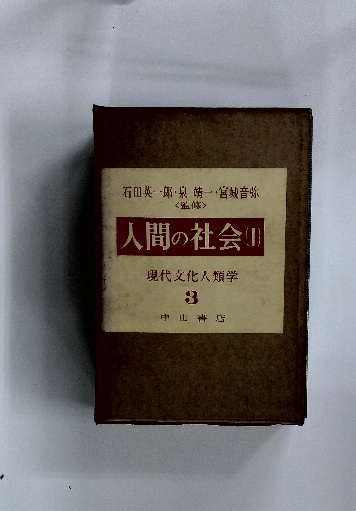 石田英一郎・泉 靖一・宮城音弥
<監修>
人間の社会(Ⅰ)
現代文化人類学
3
中山書店